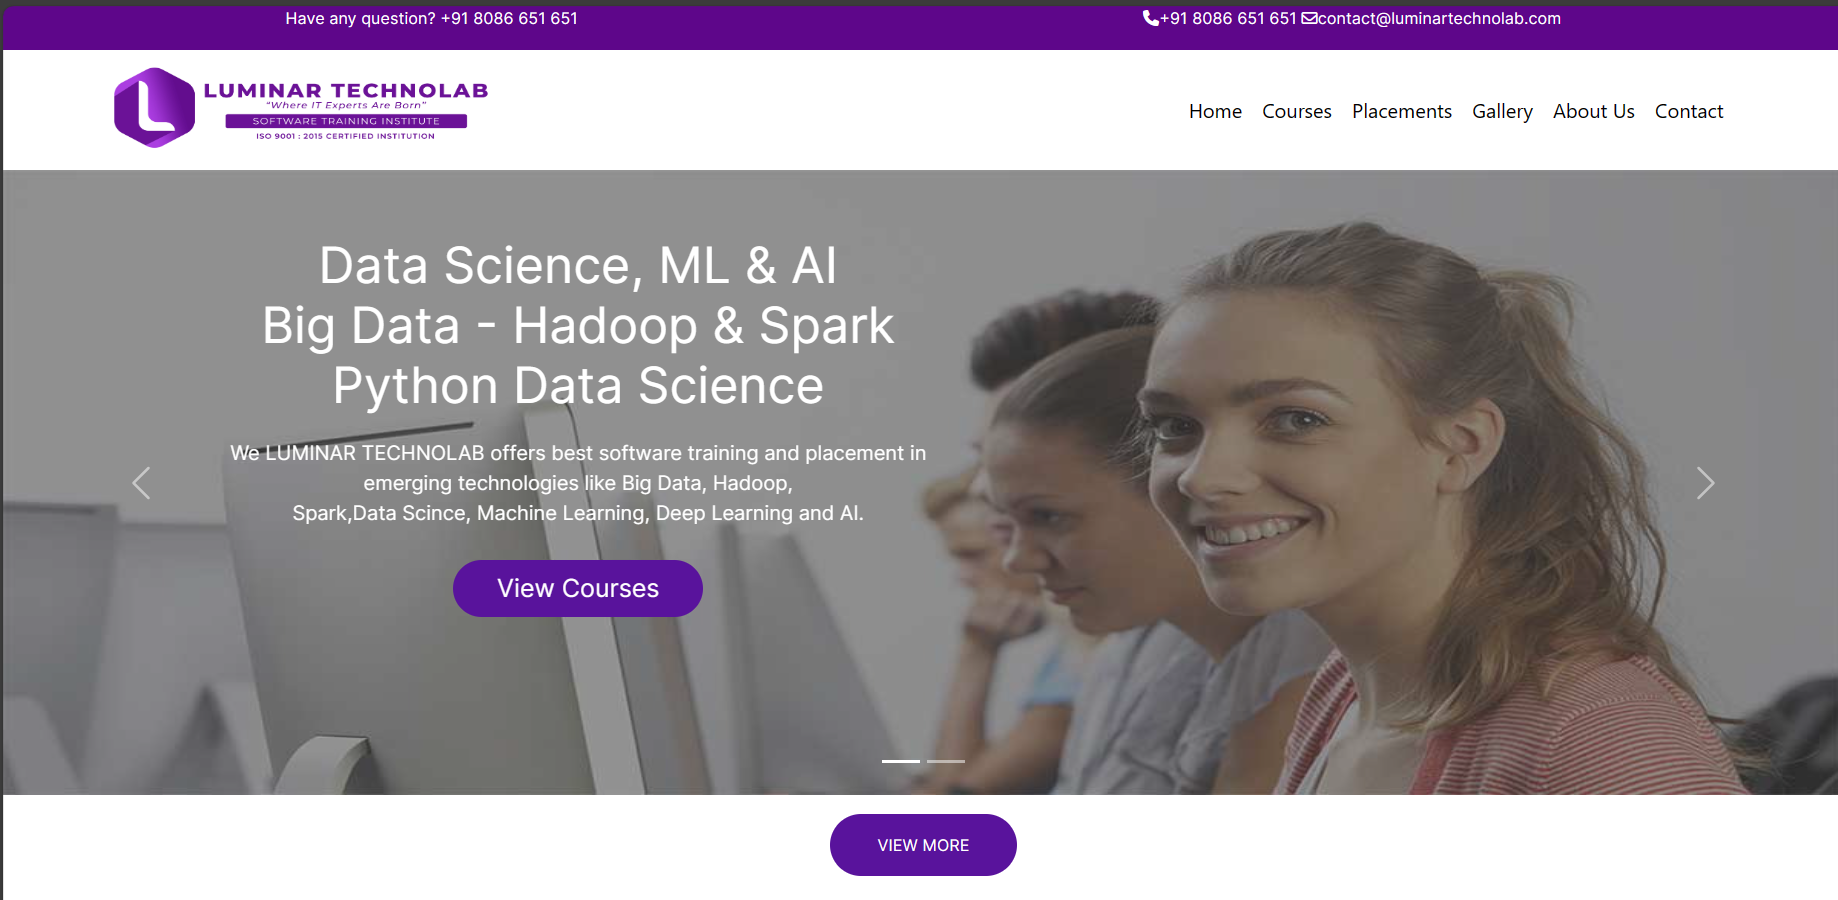 Have any question? +91 8086 651 651
+91 8086 651 651 contact@luminartechnolab.com
LUMINAR TECHNOLAB
"Where IT Experts Are Born"
SOFTWARE TRAINING INSTITUTE
ISO 9001 : 2015 CERTIFIED INSTITUTION
Home Courses Placements Gallery About Us Contact
Data Science, ML & AI
Big Data - Hadoop & Spark
Python Data Science
We LUMINAR TECHNOLAB offers best software training and placement in
emerging technologies like Big Data, Hadoop,
Spark,Data Scince, Machine Learning, Deep Learning and AI.
View Courses
VIEW MORE